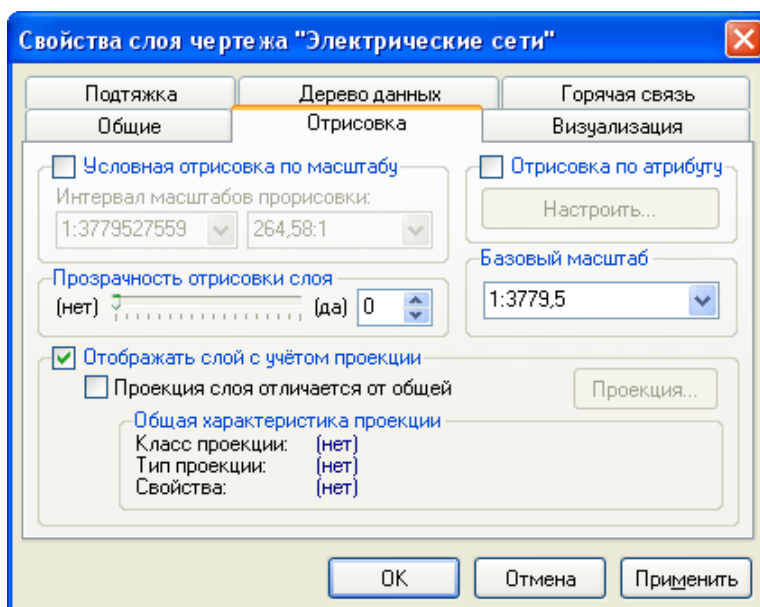 Свойства слоя чертежа "Электрические сети"
Подтяжка
Дерево данных
Горячая связь
Общие
Отрисовка
Визуализация
Условная отрисовка по масштабу
Интервал масштабов прорисовки:
1:3779527559
264,58:1
Отрисовка по атрибуту
Настроить...
Прозрачность отрисовки слоя
(нет)
(да)
0
Базовый масштаб
1:3779,5
Отображать слой с учётом проекции
Проекция слоя отличается от общей
Проекция...
Общая характеристика проекции
Класс проекции: (нет)
Тип проекции: (нет)
Свойства: (нет)
OK
Отмена
Применить